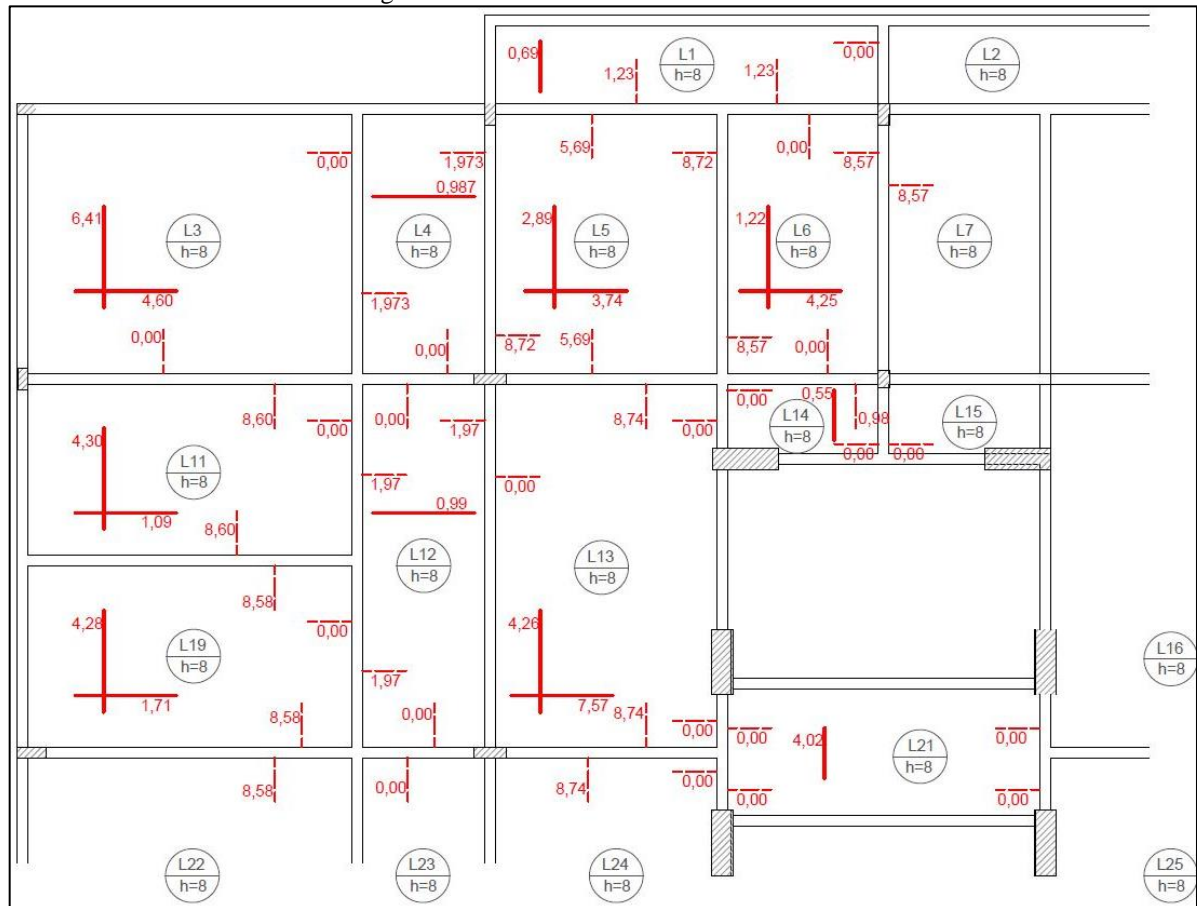 0,69
1,23
L1
h=8
1,23
0,00
L2
h=8
0,00
1,973
0,987
5,69
8,72
0,00
8,57
8,57
6,41
L3
h=8
4,60
L4
h=8
2,89
L5
h=8
3,74
1,22
L6
h=8
4,25
L7
h=8
1,973
0,00
0,00
8,72
5,69
8,57
0,00
8,60
0,00
0,00
1,97
8,74
0,00
0,00
L14
h=8
0,55
0,98
0,00
0,00
L15
h=8
4,30
L11
h=8
1,09
8,60
1,97
0,99
L12
h=8
0,00
L13
h=8
8,58
0,00
4,28
L19
h=8
1,71
8,58
1,97
0,00
4,26
7,57
8,74
0,00
L16
h=8
0,00
4,02
L21
h=8
0,00
0,00
0,00
8,58
0,00
8,74
0,00
L22
h=8
L23
h=8
L24
h=8
L25
h=8